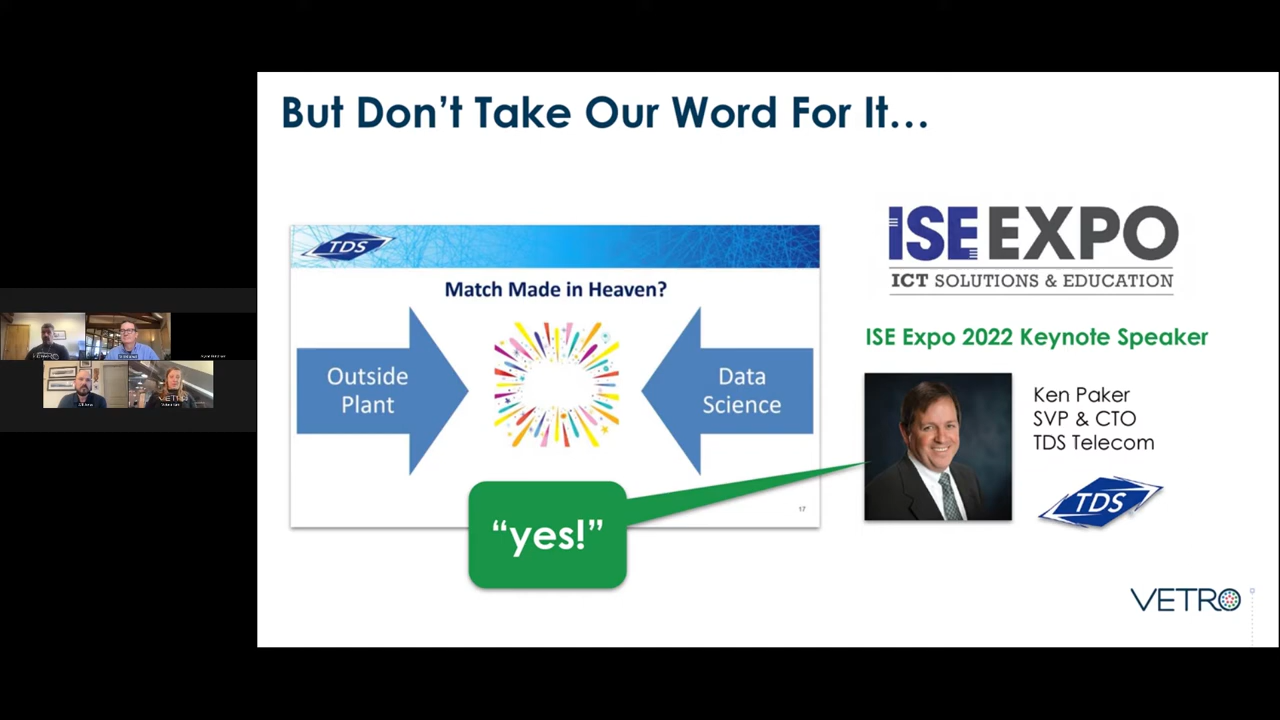 But Don't Take Our Word For It...
TDS
Match Made in Heaven?
Outside
Plant
Data
Science
17
"yes!"
ISE EXPO
ICT SOLUTIONS & EDUCATION
ISE Expo 2022 Keynote Speaker
Ken Paker
SVP & CTO
TDS Telecom
TDS
VETRO